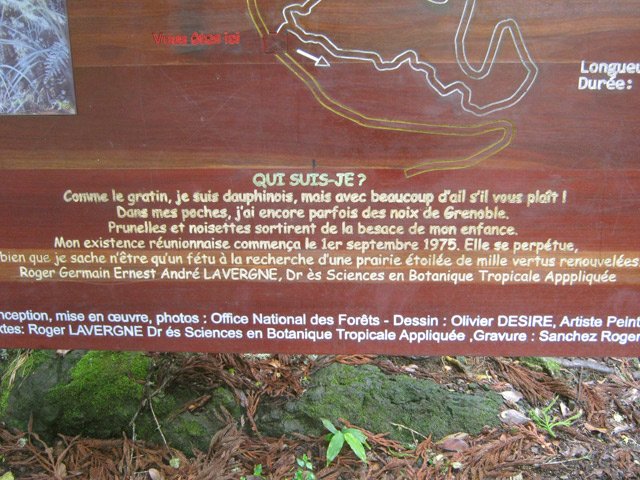 Vous êtes ici
Longueu
Durée:
QUI SUIS-JE ?
Comme le gratin, je suis dauphinois, mais avec beaucoup d'ail s'il vous plaît !
Dans mes poches, j'ai encore parfois des noix de Grenoble.
Prunelles et noisettes sortirent de la besace de mon enfance.
Mon existence réunionnaise commença le 1er septembre 1975. Elle se perpétue,
bien que je sache n'être qu'un fétu à la recherche d'une prairie étoilée de mille vertus renouvelées.
Roger Germain Ernest André LAVERGNE, Dr ès Sciences en Botanique Tropicale Apppliquée
nception, mise en œuvre, photos : Office National des Forêts - Dessin : Olivier DESIRE, Artiste Peint
xtes: Roger LAVERGNE Dr és Sciences en Botanique Tropicale Appliquée ,Gravure : Sanchez Roger